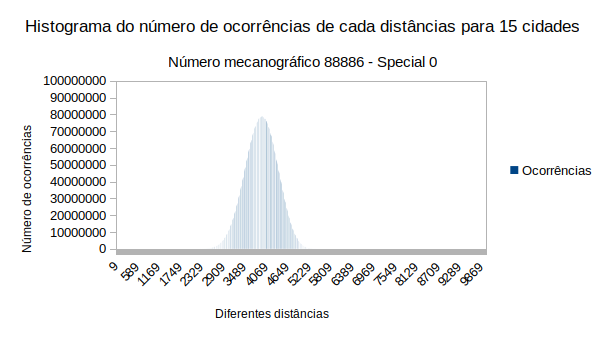 Histograma do número de ocorrências de cada distâncias para 15 cidades
Número mecanográfico 88886 - Special 0
100000000
90000000
80000000
70000000
60000000
50000000
40000000
30000000
20000000
10000000
0
Número de ocorrências
Ocorrências
9 589 1169 1749 2329 2909 3489 4069 4649 5229 5809 6389 6969 7549 8129 8709 9289 9869
Diferentes distâncias